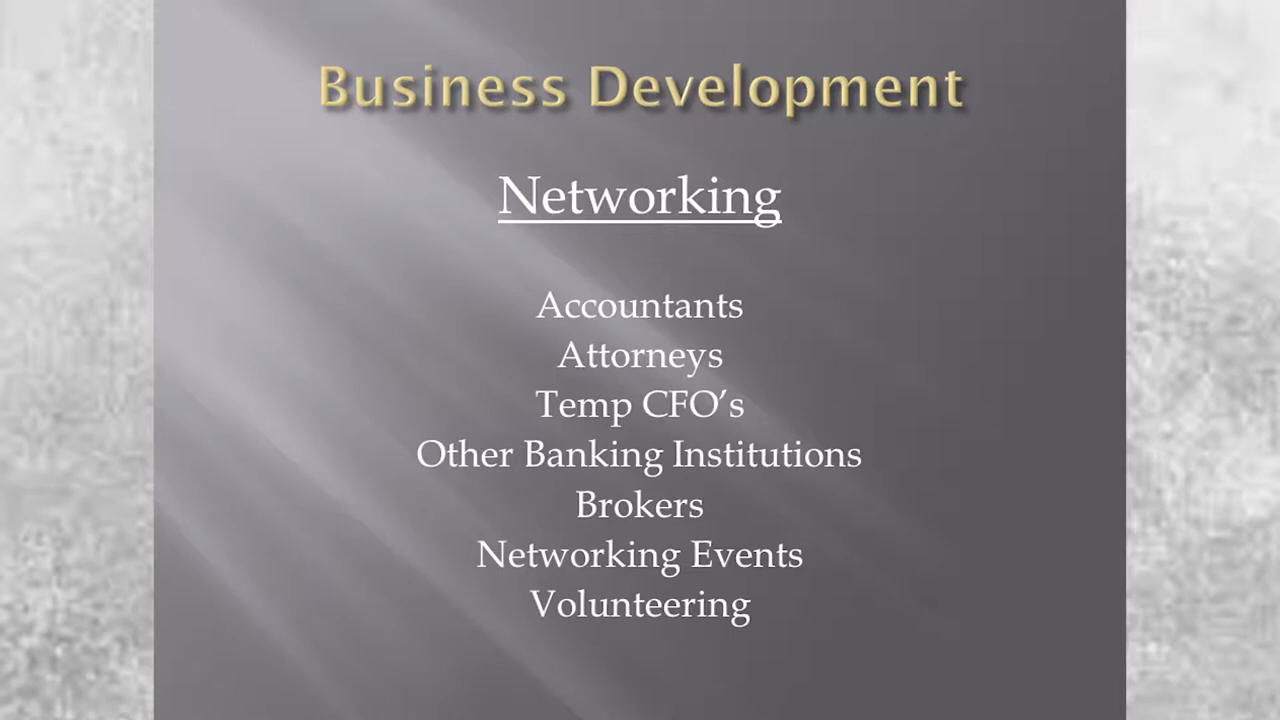 Business Development
Networking
Accountants
Attorneys
Temp CFO’s
Other Banking Institutions
Brokers
Networking Events
Volunteering